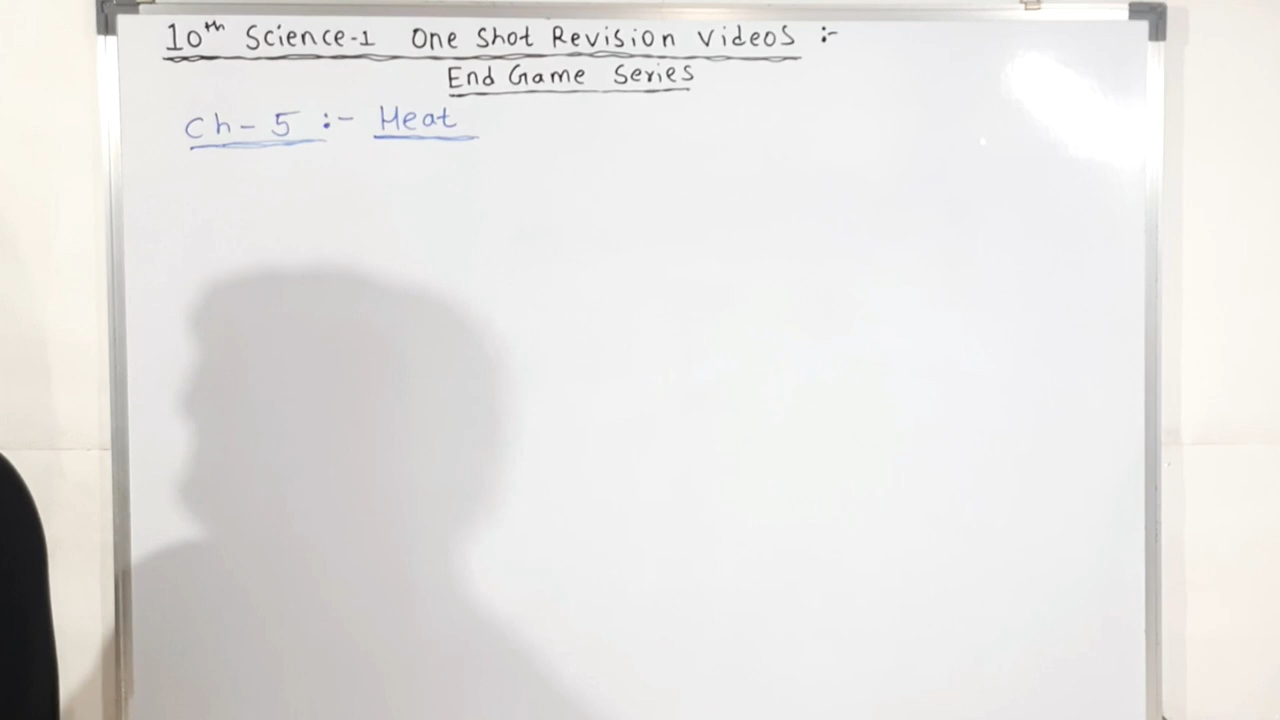 10th Science-1 One Shot Revision Videos :-
End Game Series
Ch-5 :- Heat